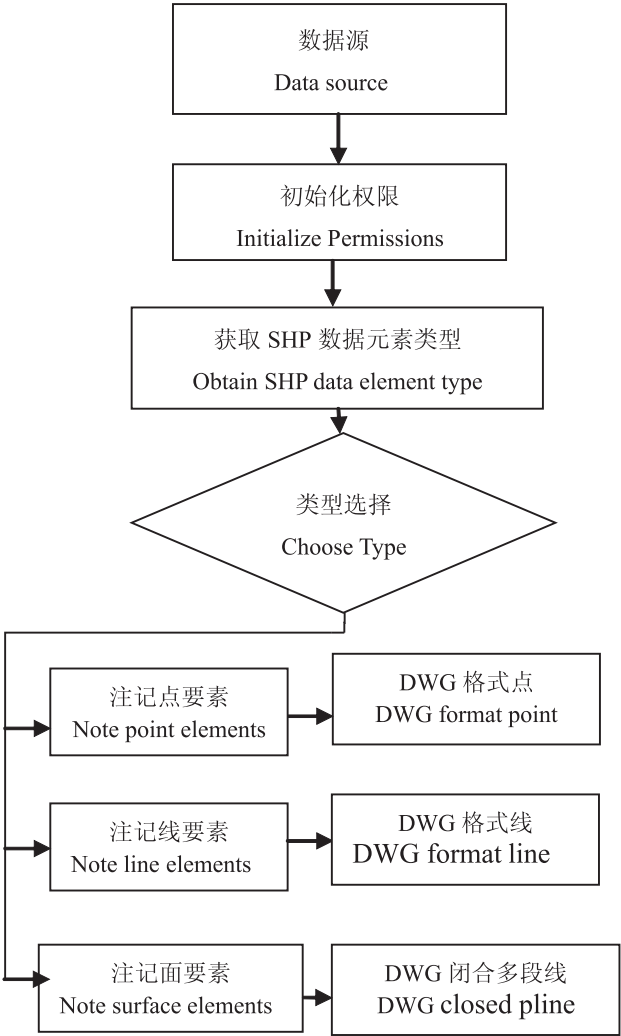 数据源
Data source
初始化权限
Initialize Permissions
获取 SHP 数据元素类型
Obtain SHP data element type
类型选择
Choose Type
注记点要素
Note point elements
DWG 格式点
DWG format point
注记线要素
Note line elements
DWG 格式线
DWG format line
注记面要素
Note surface elements
DWG 闭合多段线
DWG closed pline